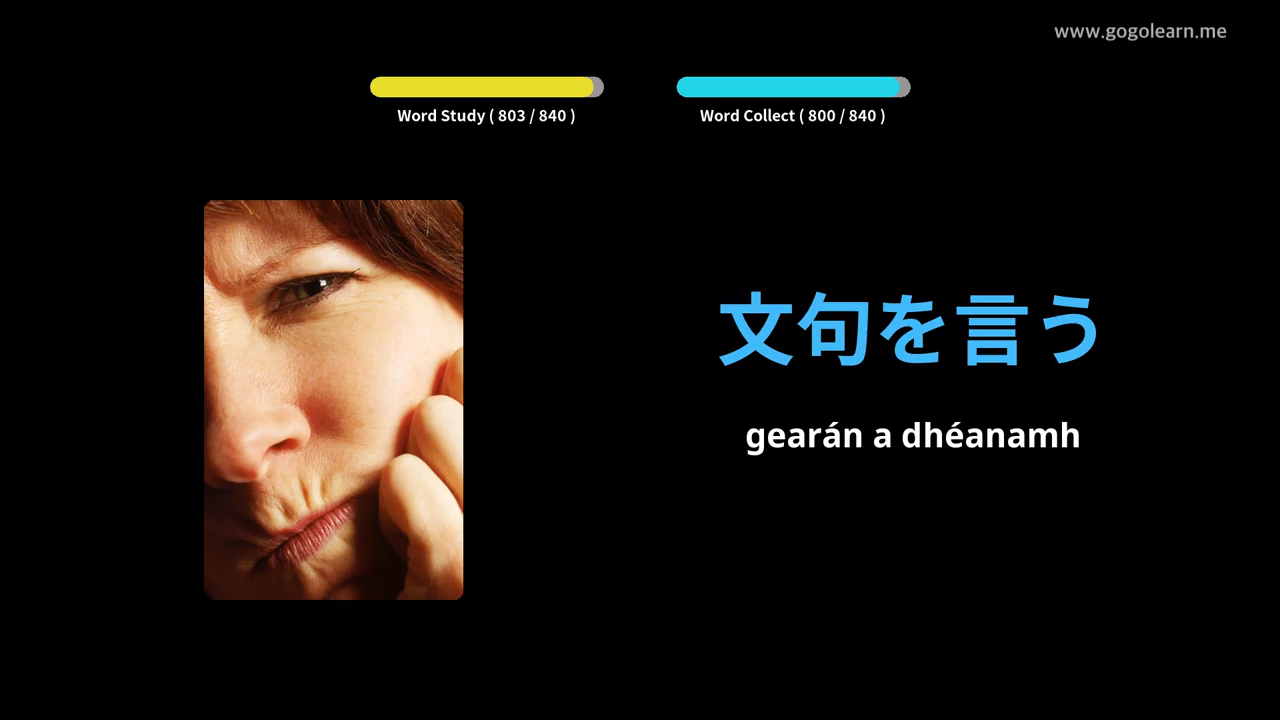 www.gogolearn.me
Word Study ( 803 / 840 )
Word Collect ( 800 / 840 )
文句を言う
gearán a dhéanamh